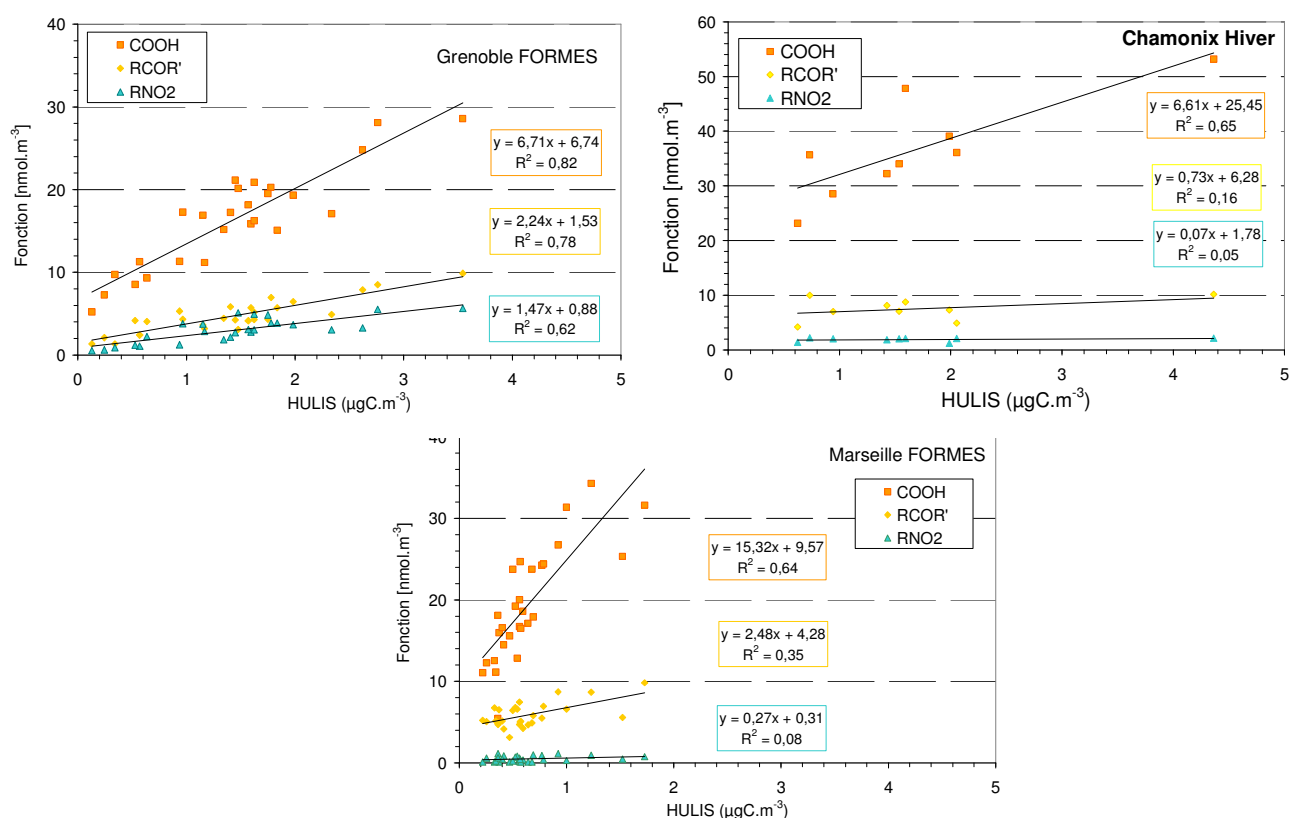 Grenoble FORMES
COOH
RCOR'
RNO2
Fonction [nmol.m⁻³]
40
30
20
10
0
y = 6,71x + 6,74
R² = 0,82
y = 2,24x + 1,53
R² = 0,78
y = 1,47x + 0,88
R² = 0,62
0 1 2 3 4 5
HULIS (µgC.m⁻³)
Chamonix Hiver
COOH
RCOR'
RNO2
Fonction [nmol.m⁻³]
60
50
40
30
20
10
0
y = 6,61x + 25,45
R² = 0,65
y = 0,73x + 6,28
R² = 0,16
y = 0,07x + 1,78
R² = 0,05
0 1 2 3 4 5
HULIS (µgC.m⁻³)
Marseille FORMES
COOH
RCOR'
RNO2
Fonction [nmol.m⁻³]
40
30
20
10
0
y = 15,32x + 9,57
R² = 0,64
y = 2,48x + 4,28
R² = 0,35
y = 0,27x + 0,31
R² = 0,08
0 1 2 3 4 5
HULIS (µgC.m⁻³)